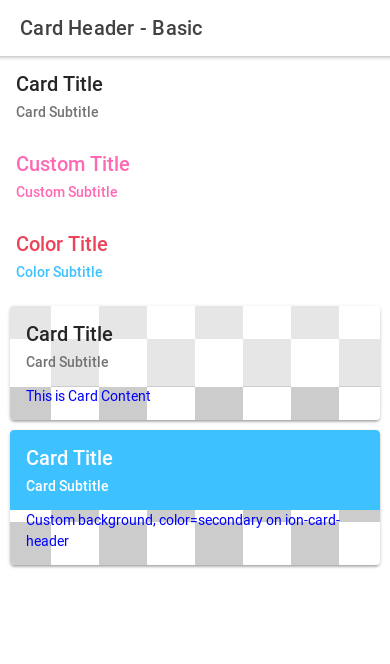 Card Header - Basic
Card Title
Card Subtitle
Custom Title
Custom Subtitle
Color Title
Color Subtitle
Card Title
Card Subtitle
This is Card Content
Card Title
Card Subtitle
Custom background, color=secondary on ion-card-
header